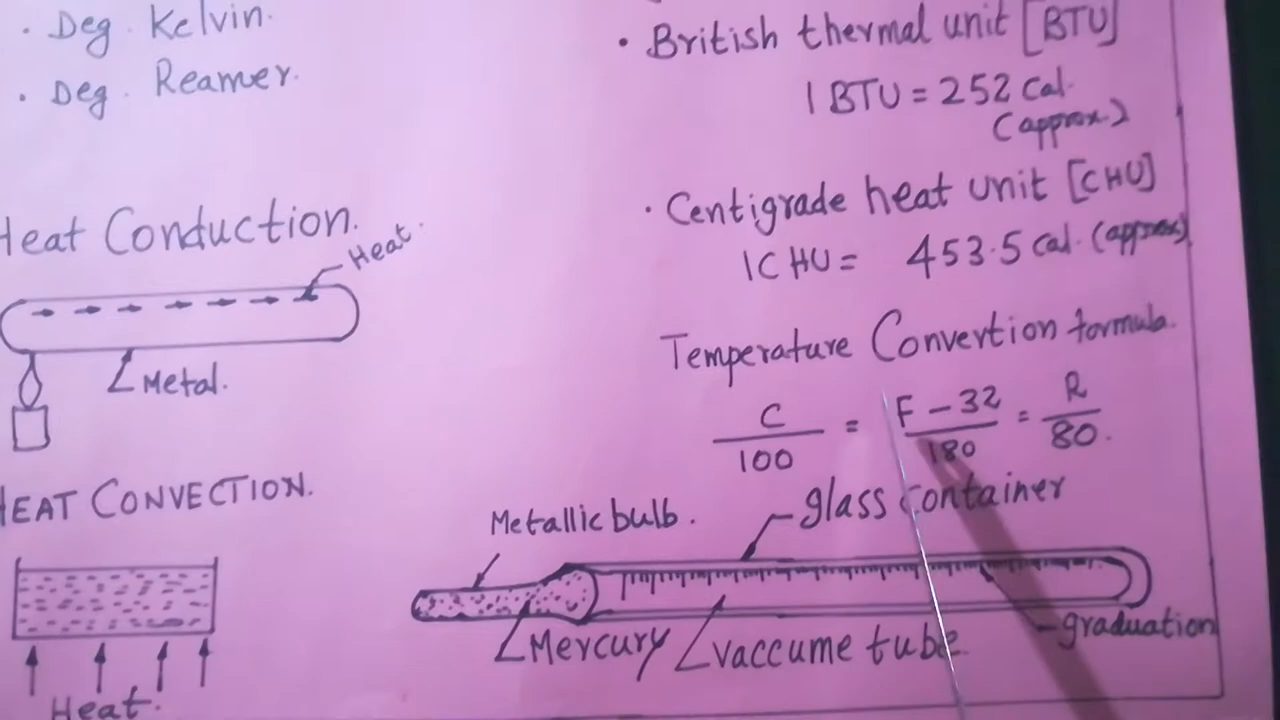 · Deg. Kelvin.
· Deg. Reamer.
Heat Conduction.
Heat.
Metal.
HEAT CONVECTION.
Heat.
· British thermal unit [BTU]
1 BTU = 252 Cal.
(approx.)
· Centigrade heat unit [CHU]
1CHU = 453.5 Cal. (approx)
Temperature Convertion formula.
C/100 = F-32/180 = R/80.
Metallic bulb.
glass container
Mercury
vaccume tube.
graduation